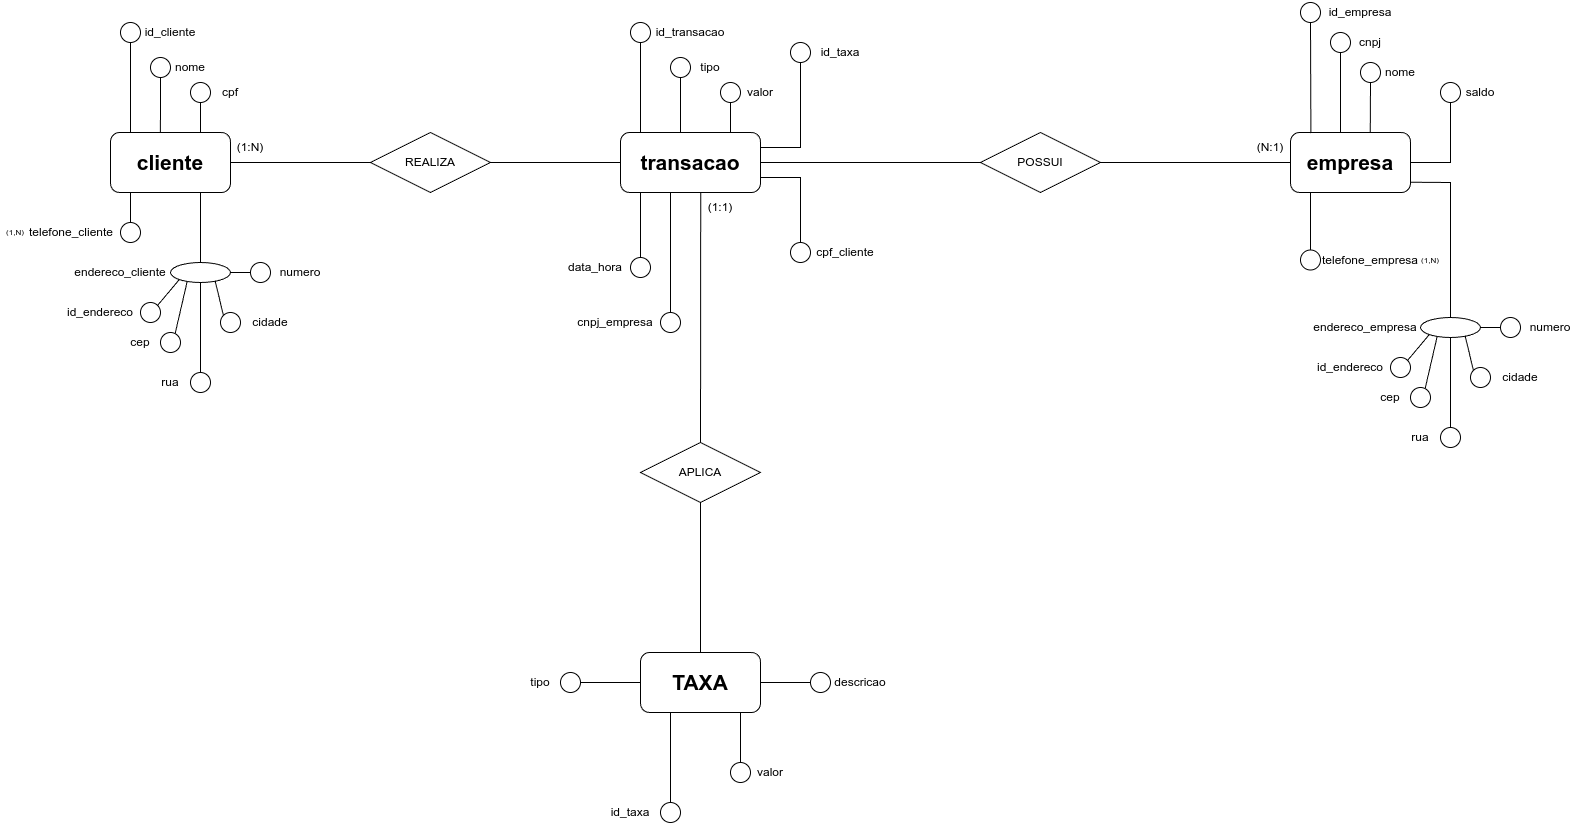 id_empresa
id_cliente
id_transacao
cnpj
id_taxa
nome
tipo
nome
cpf
valor
saldo
(1:N)
(N:1)
cliente
REALIZA
transacao
POSSUI
empresa
(1:1)
(1,N) telefone_cliente
cpf_cliente
telefone_empresa (1,N)
endereco_cliente
numero
data_hora
id_endereco
cidade
cnpj_empresa
endereco_empresa
numero
cep
id_endereco
cidade
rua
cep
rua
APLICA
tipo
TAXA
descricao
valor
id_taxa